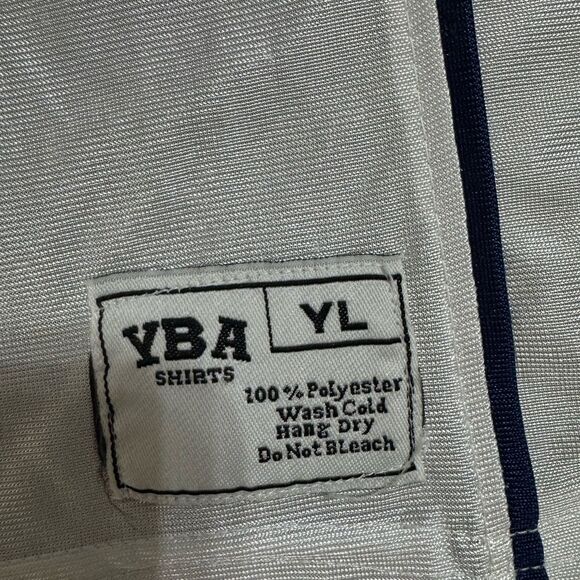 YBA
SHIRTS
YL
100% Polyester
Wash Cold
Hang Dry
Do Not BLeach